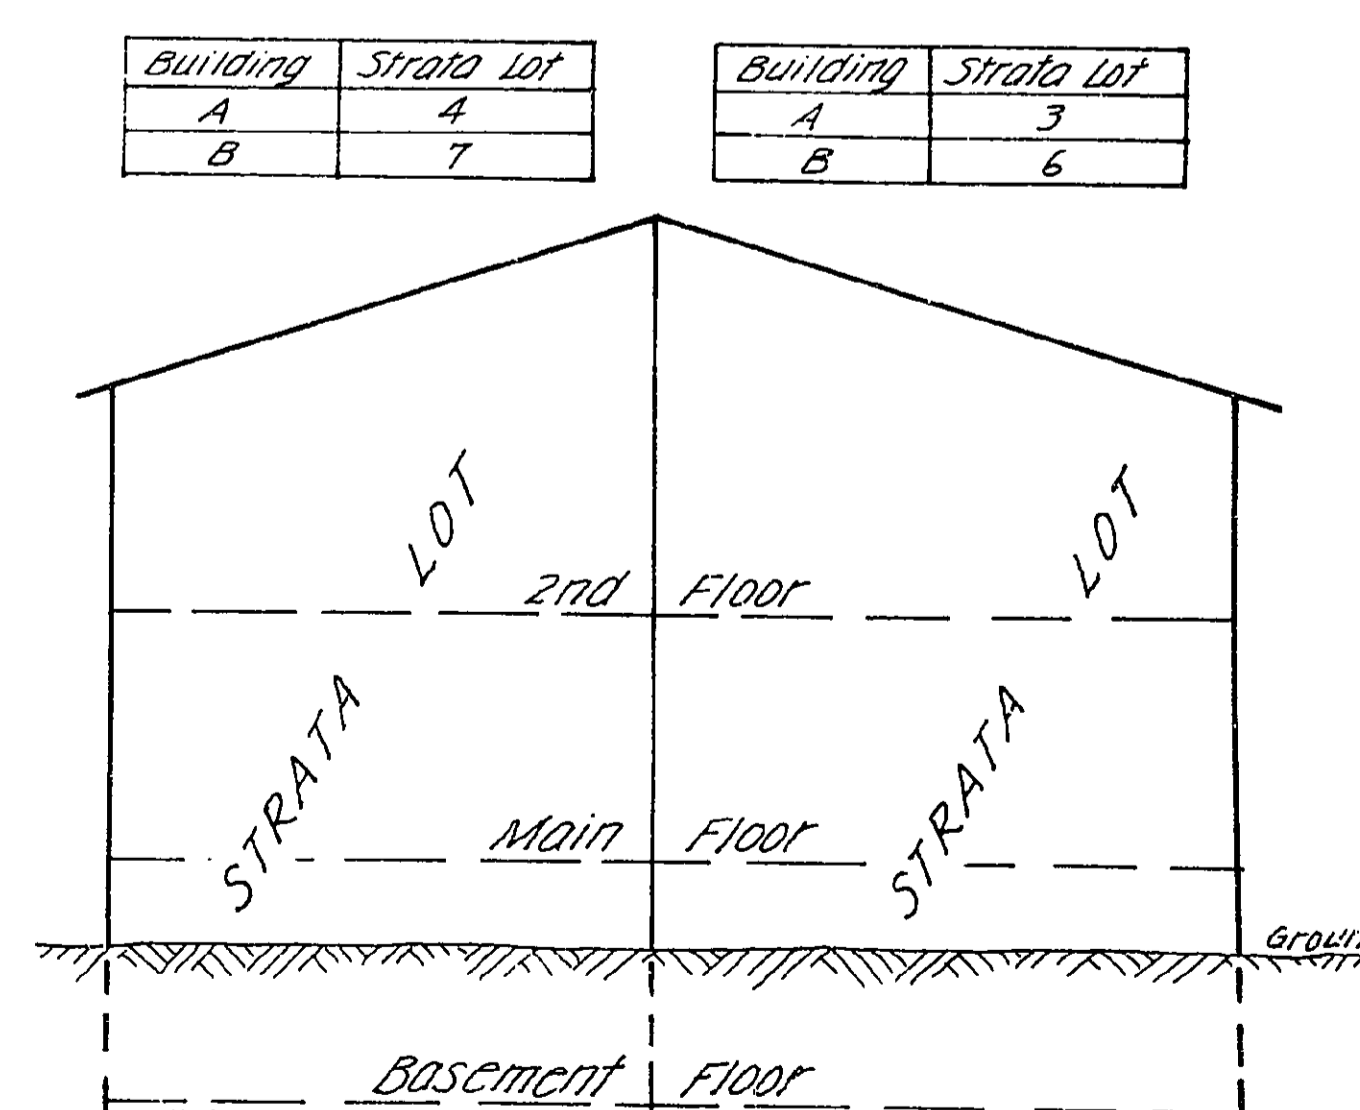 Building Strata Lot
A 4
B 7
Building Strata Lot
A 3
B 6
LOT
LOT
2nd Floor
STRATA
STRATA
Main Floor
Basement Floor